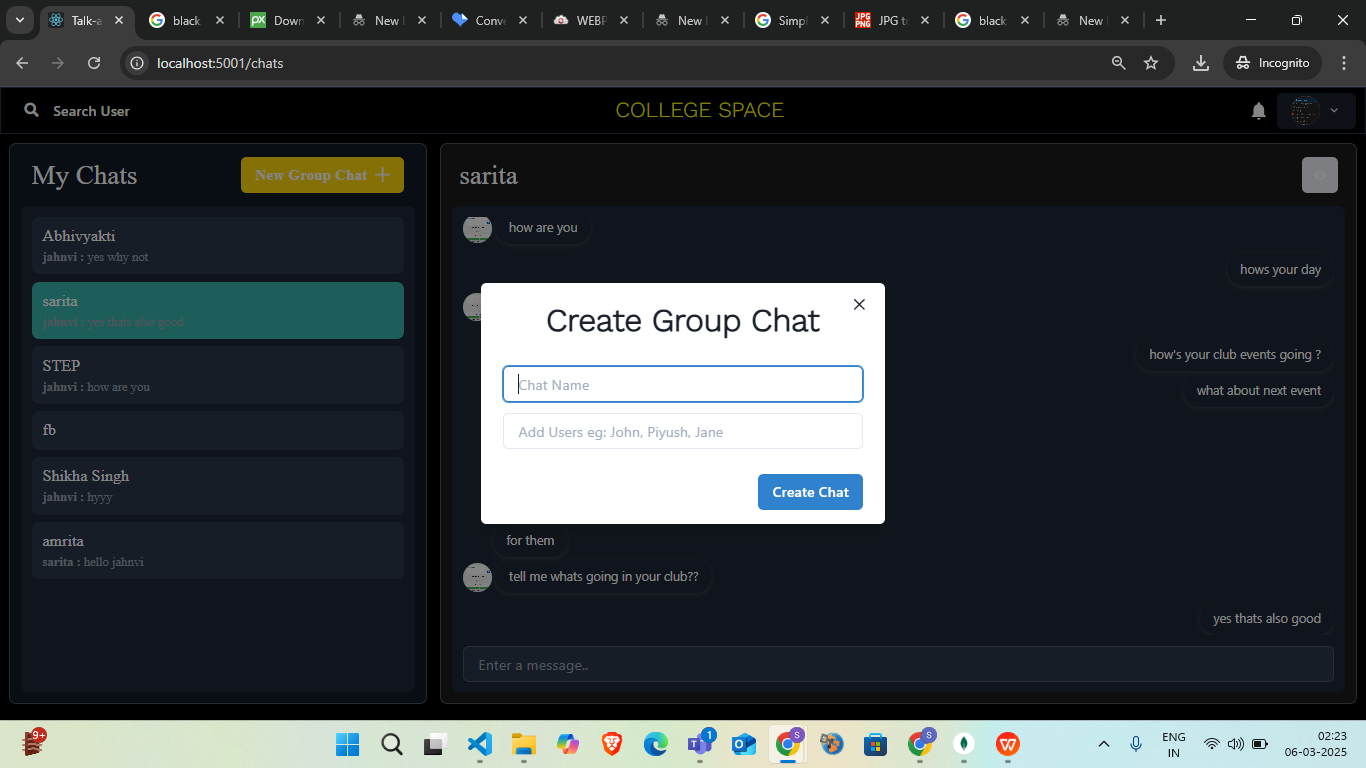 Talk-a
black
Down
New
Conve
WEBP
New
Simpl
JPG t
black
New
localhost:5001/chats
Incognito
Search User
COLLEGE SPACE
My Chats
New Group Chat +
Abhivyakti
jahnvi : yes why not
sarita
jahnvi : yes thats also good
STEP
jahnvi : how are you
fb
Shikha Singh
jahnvi : hyyy
amrita
sarita : hello jahnvi
sarita
how are you
hows your day
how's your club events going ?
what about next event
for them
tell me whats going in your club??
yes thats also good
Enter a message..
Create Group Chat
Chat Name
Add Users eg: John, Piyush, Jane
Create Chat
9+
1
S
S
ENG
IN
02:23
06-03-2025